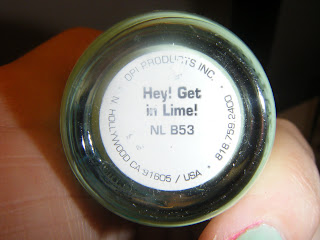 OPI PRODUCTS INC. •
Hey! Get
in Lime!
NL B53
N. HOLLYWOOD CA 91605 / USA • 818.759.2400 •